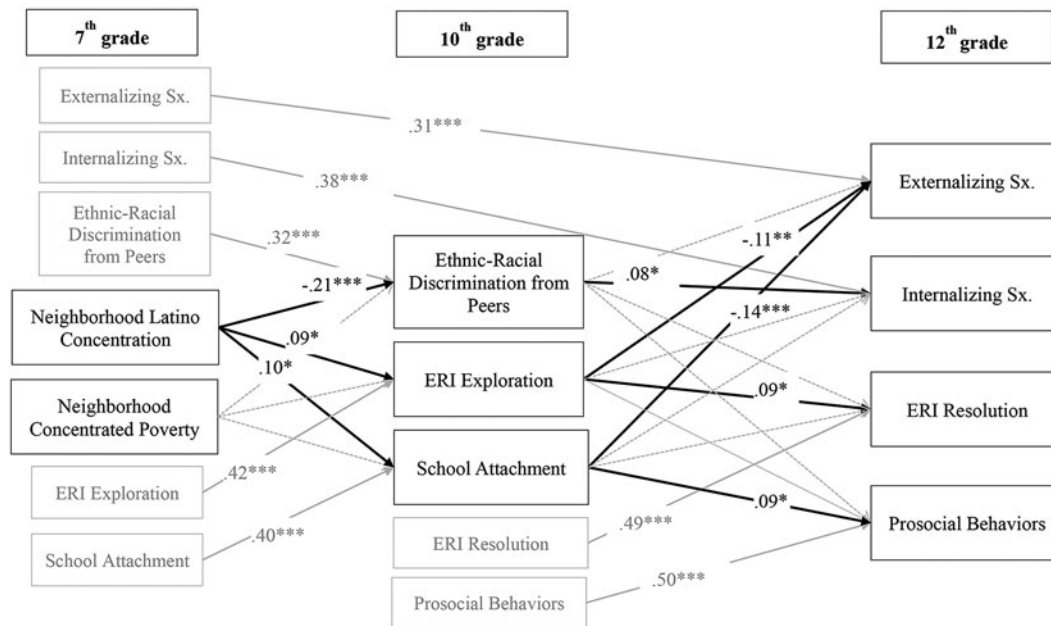 7th grade
10th grade
12th grade
Externalizing Sx.
Internalizing Sx.
Ethnic-Racial
Discrimination
from Peers
Neighborhood Latino
Concentration
Neighborhood
Concentrated Poverty
ERI Exploration
School Attachment
.31***
.38***
.32***
-.21***
.09*
.10*
.42***
.40***
Ethnic-Racial
Discrimination from
Peers
ERI Exploration
School Attachment
ERI Resolution
Prosocial Behaviors
-.11**
.08*
-.14***
.09*
.09*
.49***
.50***
Externalizing Sx.
Internalizing Sx.
ERI Resolution
Prosocial Behaviors